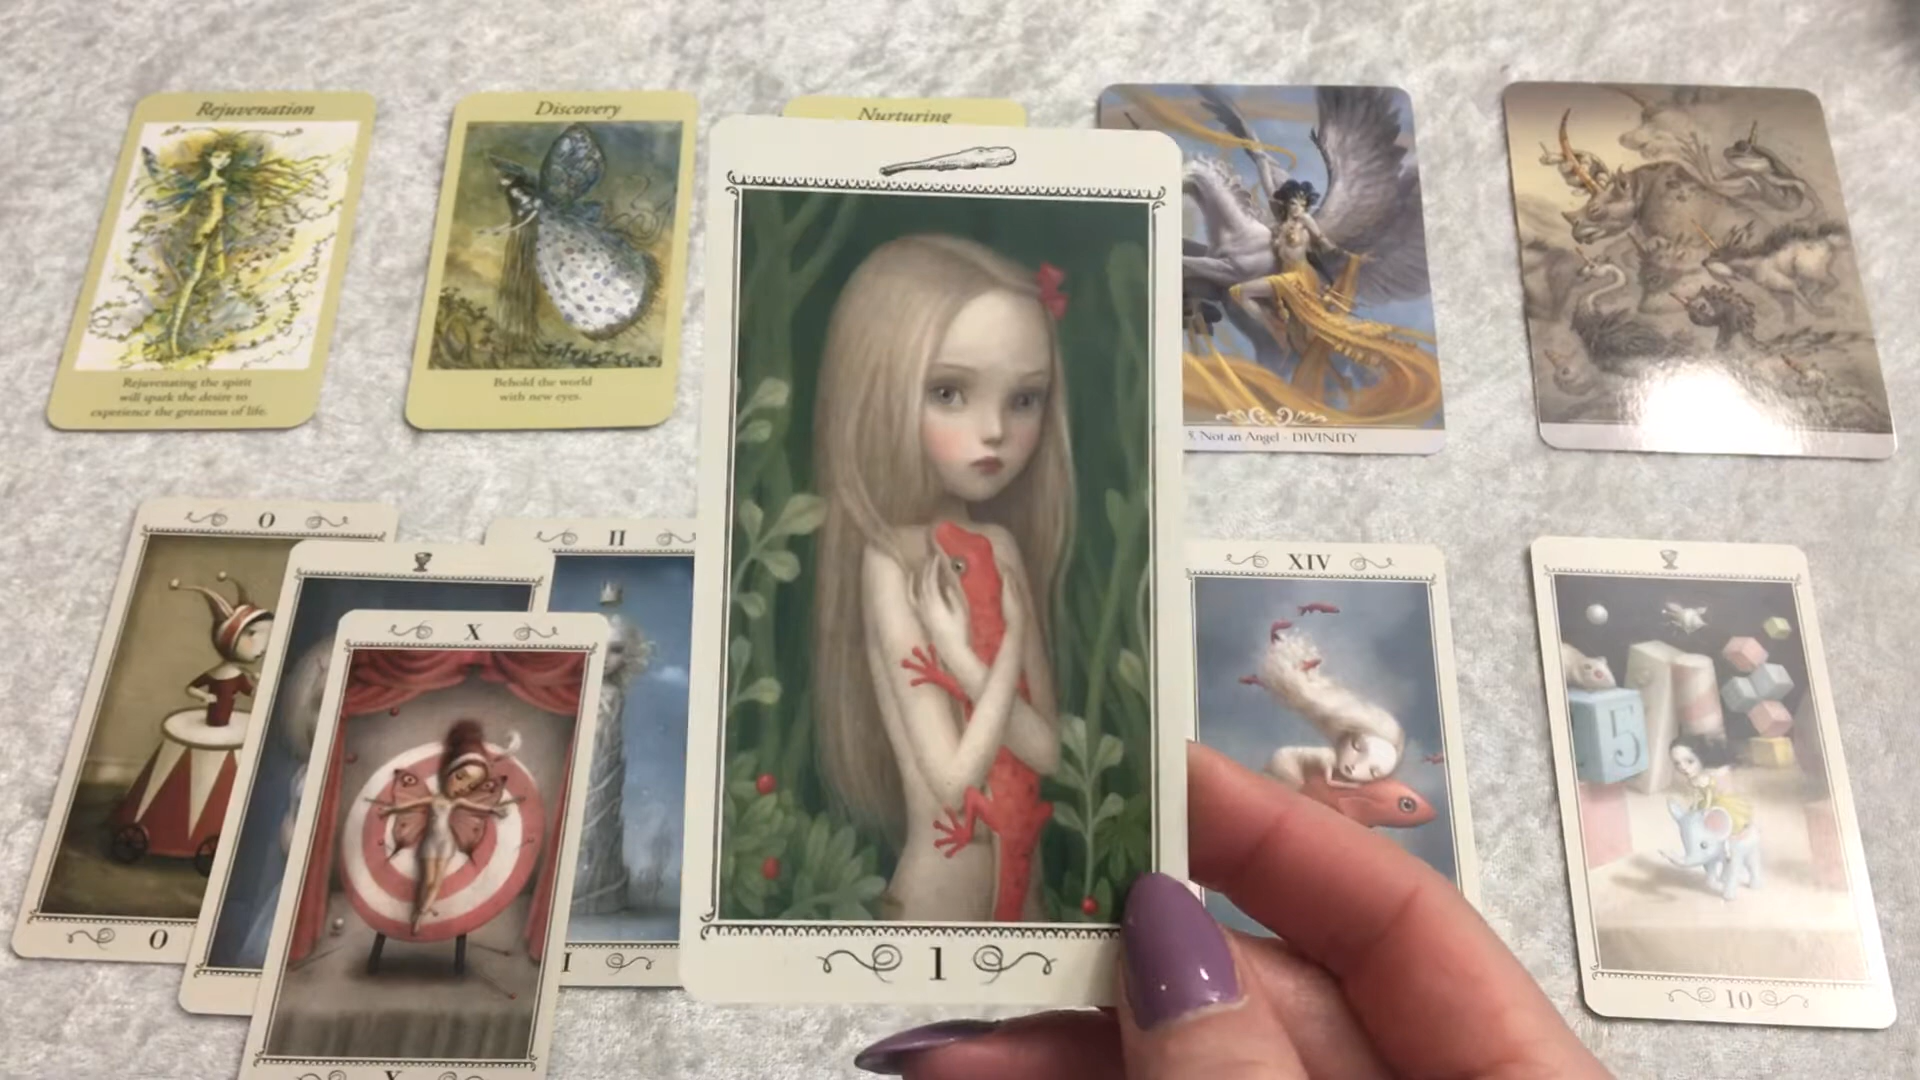 Rejuvenation
Rejuvenating the spirit
will spark the desire to
experience the greatness of life.
Discovery
Behold the world
with new eyes.
Nurturing
5. Not an Angel - DIVINITY
0
0
X
X
II
I
1
XIV
5
10